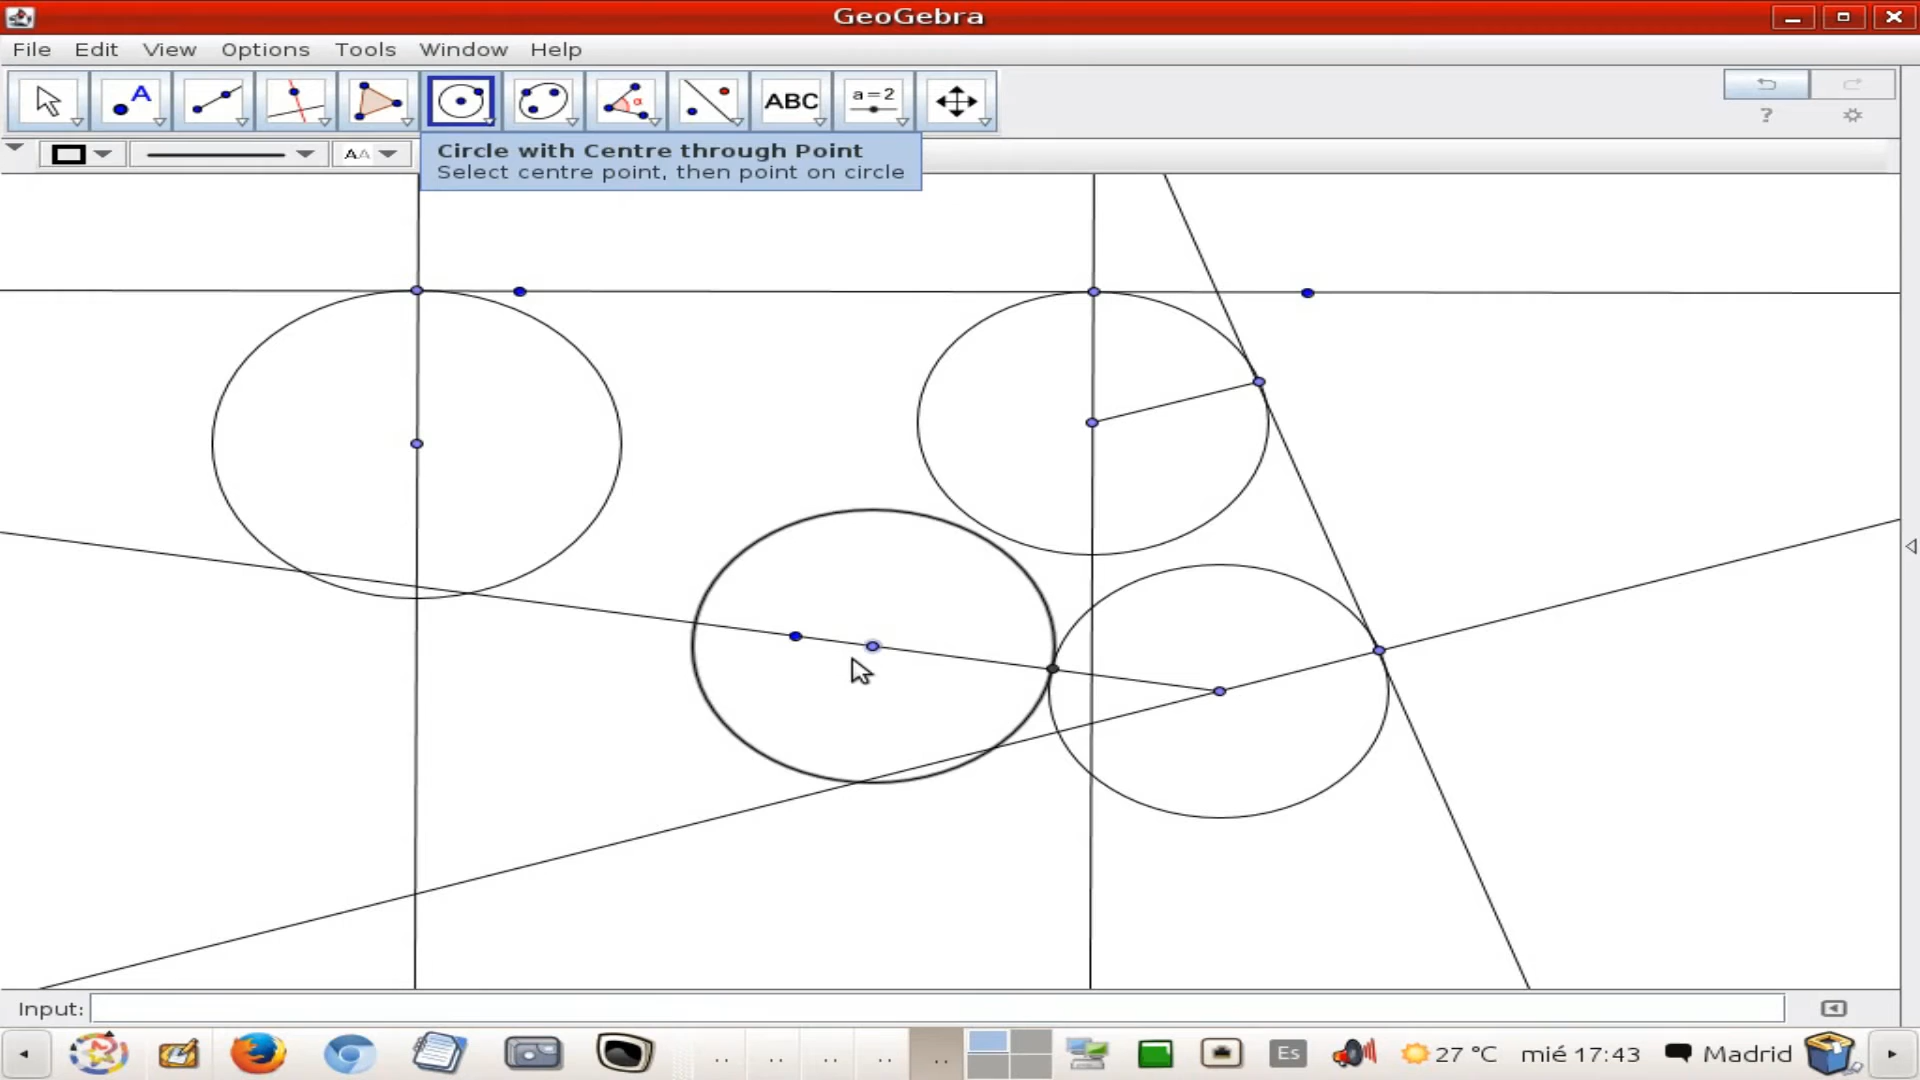 GeoGebra
File Edit View Options Tools Window Help
A α ABC a=2
?
AA
Circle with Centre through Point
Select centre point, then point on circle
Input:
Es 27 °C mié 17:43 Madrid